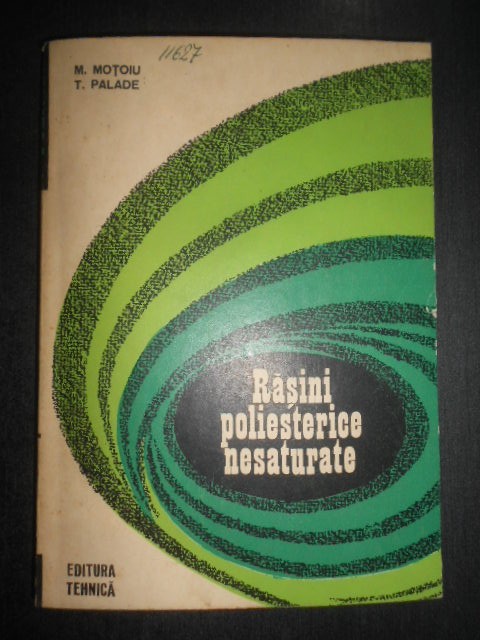 11627
M. MOȚOIU
T. PALADE
Rășini
poliesterice
nesaturate
EDITURA
TEHNICĂ